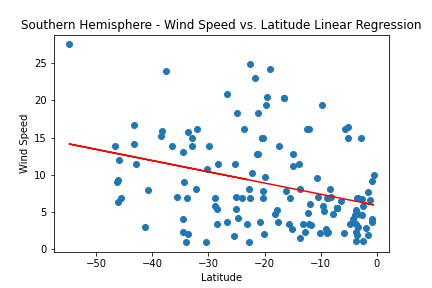 Southern Hemisphere - Wind Speed vs. Latitude Linear Regression
25
20
15
10
5
0
Wind Speed
−50 −40 −30 −20 −10 0
Latitude